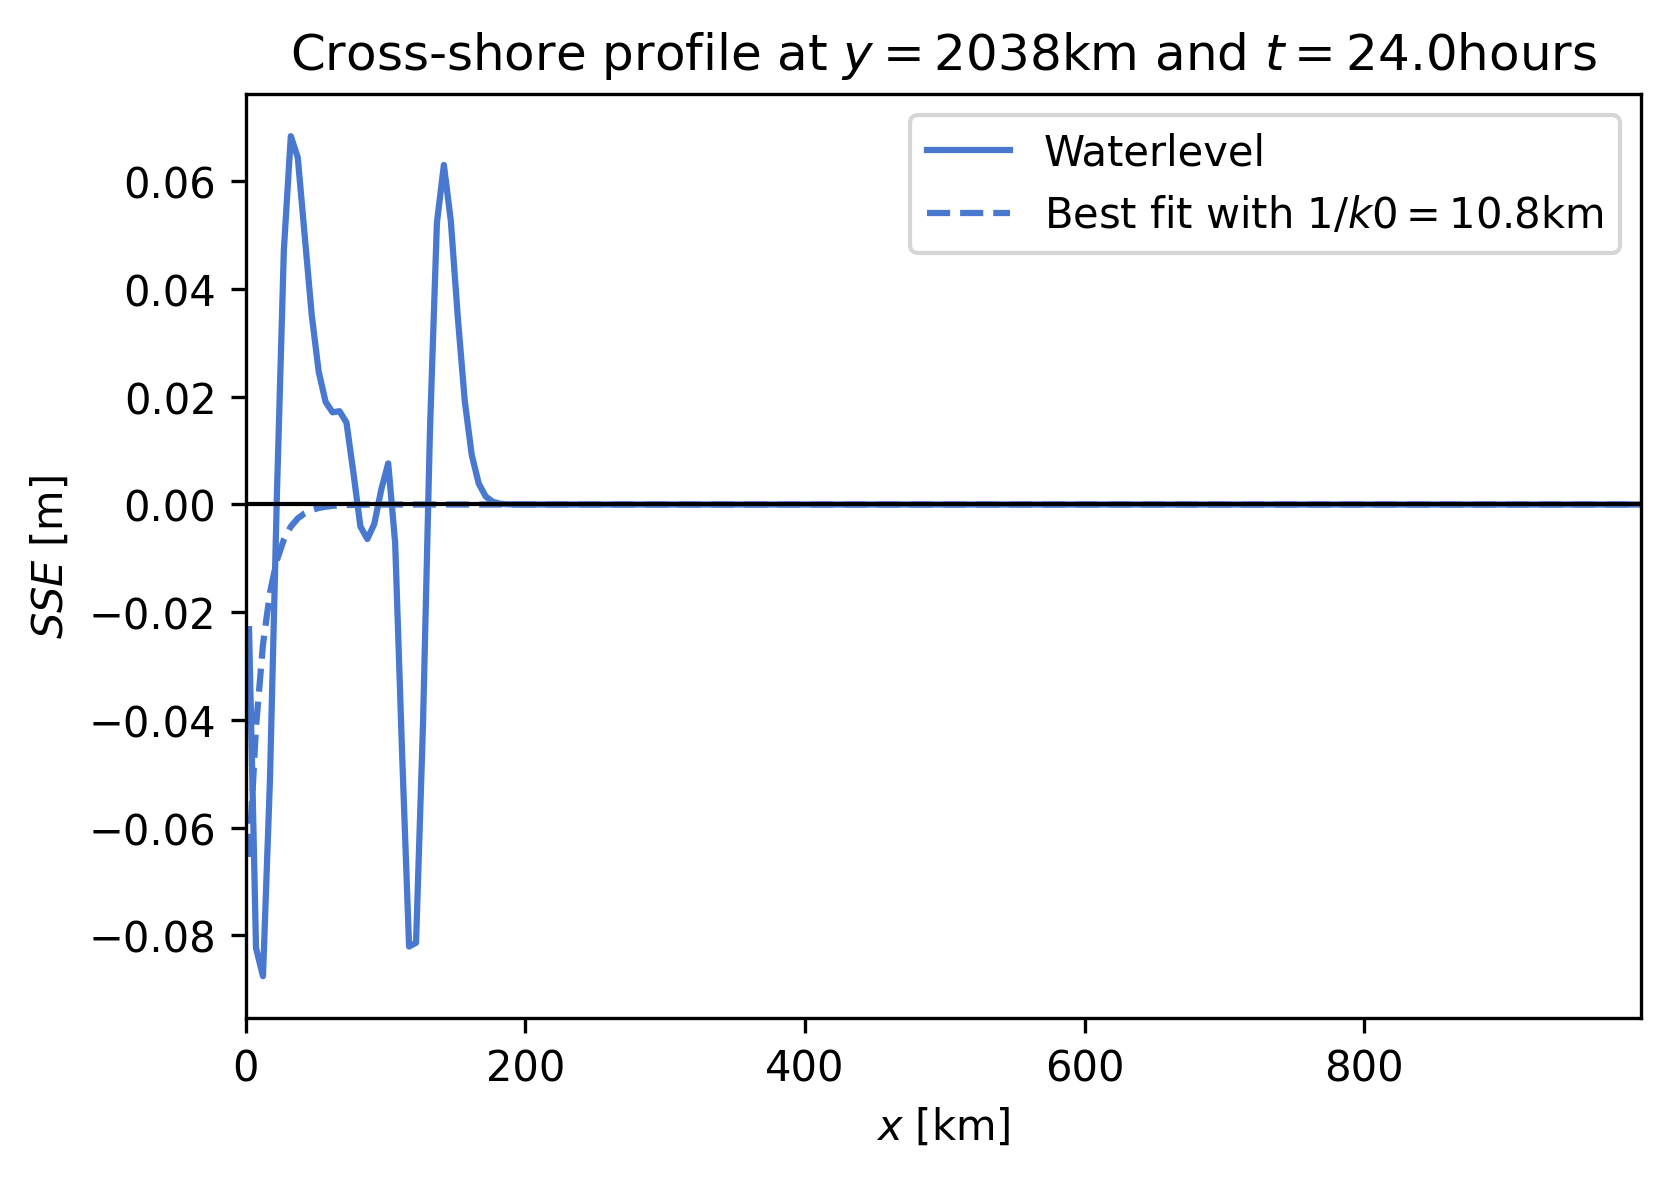 Cross-shore profile at y = 2038km and t = 24.0hours
Waterlevel
Best fit with 1/k0 = 10.8km
0.06
0.04
0.02
0.00
−0.02
−0.04
−0.06
−0.08
SSE [m]
0
200
400
600
800
x [km]